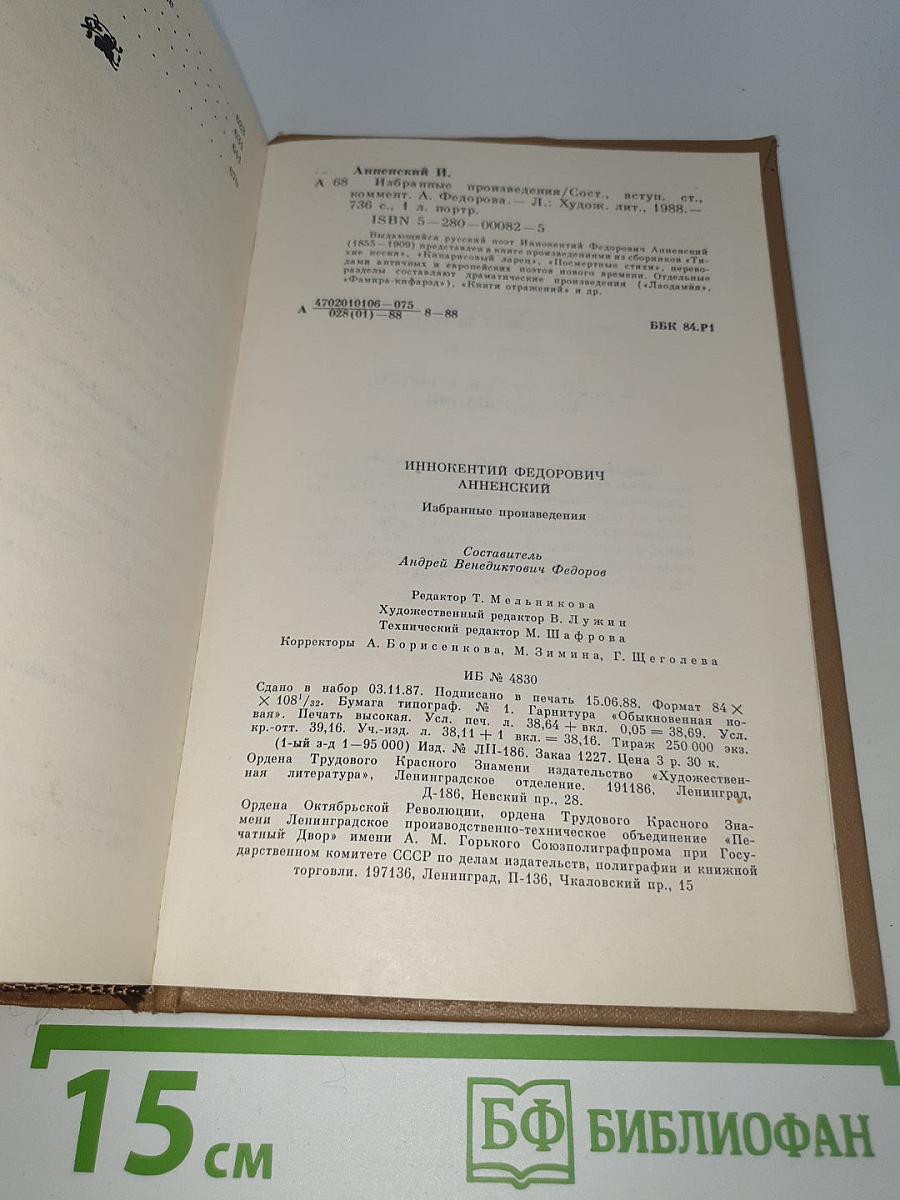 Анненский И.
А 68 Избранные произведения/Сост., вступ. ст.,
коммент. А. Федорова.— Л.: Худож. лит., 1988.—
736 с., 1 л. портр.
ISBN 5—280—00082—5
Выдающийся русский поэт Иннокентий Федорович Анненский
(1855—1909) представлен в книге произведениями из сборников «Ти-
хие песни», «Кипарисовый ларец», «Посмертные стихи», перево-
дами античных и европейских поэтов нового времени. Отдельные
разделы составляют драматические произведения («Лаодамия»,
«Фамира-кифарэд»), «Книги отражений» и др.
А 4702010106—075
028(01)—88 8—88
ББК 84.Р1
ИННОКЕНТИЙ ФЕДОРОВИЧ
АННЕНСКИЙ
Избранные произведения
Составитель
Андрей Венедиктович Федоров
Редактор Т. Мельникова
Художественный редактор В. Лужин
Технический редактор М. Шафрова
Корректоры А. Борисенкова, М. Зимина, Г. Щеголева
ИБ № 4830
Сдано в набор 03.11.87. Подписано в печать 15.06.88. Формат 84×
×108¹/₃₂. Бумага типограф. № 1. Гарнитура «Обыкновенная но-
вая». Печать высокая. Усл. печ. л. 38,64 + вкл. 0,05 = 38,69. Усл.
кр.-отт. 39,16. Уч.-изд. л. 38,11 + 1 вкл. = 38,16. Тираж 250 000 экз.
(1-ый з-д 1—95 000) Изд. № ЛП-186. Заказ 1227. Цена 3 р. 30 к.
Ордена Трудового Красного Знамени издательство «Художествен-
ная литература», Ленинградское отделение. 191186, Ленинград,
Д-186, Невский пр., 28.
Ордена Октябрьской Революции, ордена Трудового Красного Зна-
мени Ленинградское производственно-техническое объединение «Пе-
чатный Двор» имени А. М. Горького Союзполиграфпрома при Госу-
дарственном комитете СССР по делам издательств, полиграфии и книжной
торговли. 197136, Ленинград, П-136, Чкаловский пр., 15
15 см
БФ БИБЛИОФАН